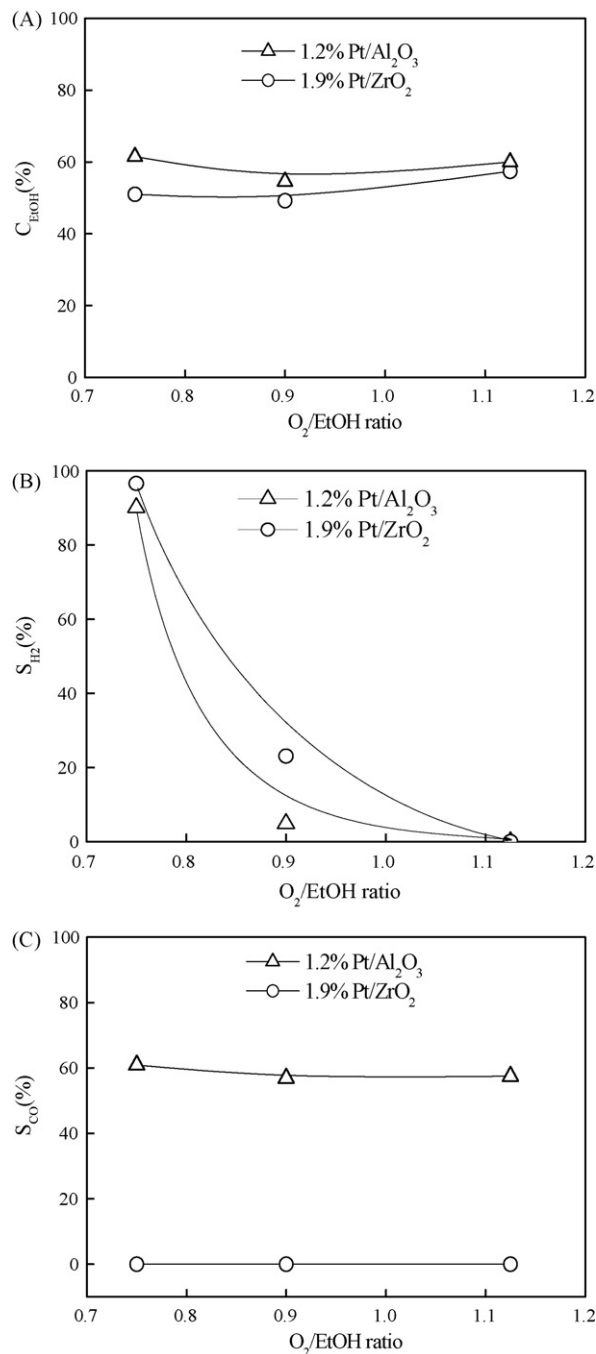 (A)
100
80
60
40
20
0
C_EtOH(%)
1.2% Pt/Al₂O₃
1.9% Pt/ZrO₂
0.7 0.8 0.9 1.0 1.1 1.2
O₂/EtOH ratio
(B)
100
80
60
40
20
0
S_H2(%)
1.2% Pt/Al₂O₃
1.9% Pt/ZrO₂
0.7 0.8 0.9 1.0 1.1 1.2
O₂/EtOH ratio
(C)
100
80
60
40
20
0
S_CO(%)
1.2% Pt/Al₂O₃
1.9% Pt/ZrO₂
0.7 0.8 0.9 1.0 1.1 1.2
O₂/EtOH ratio